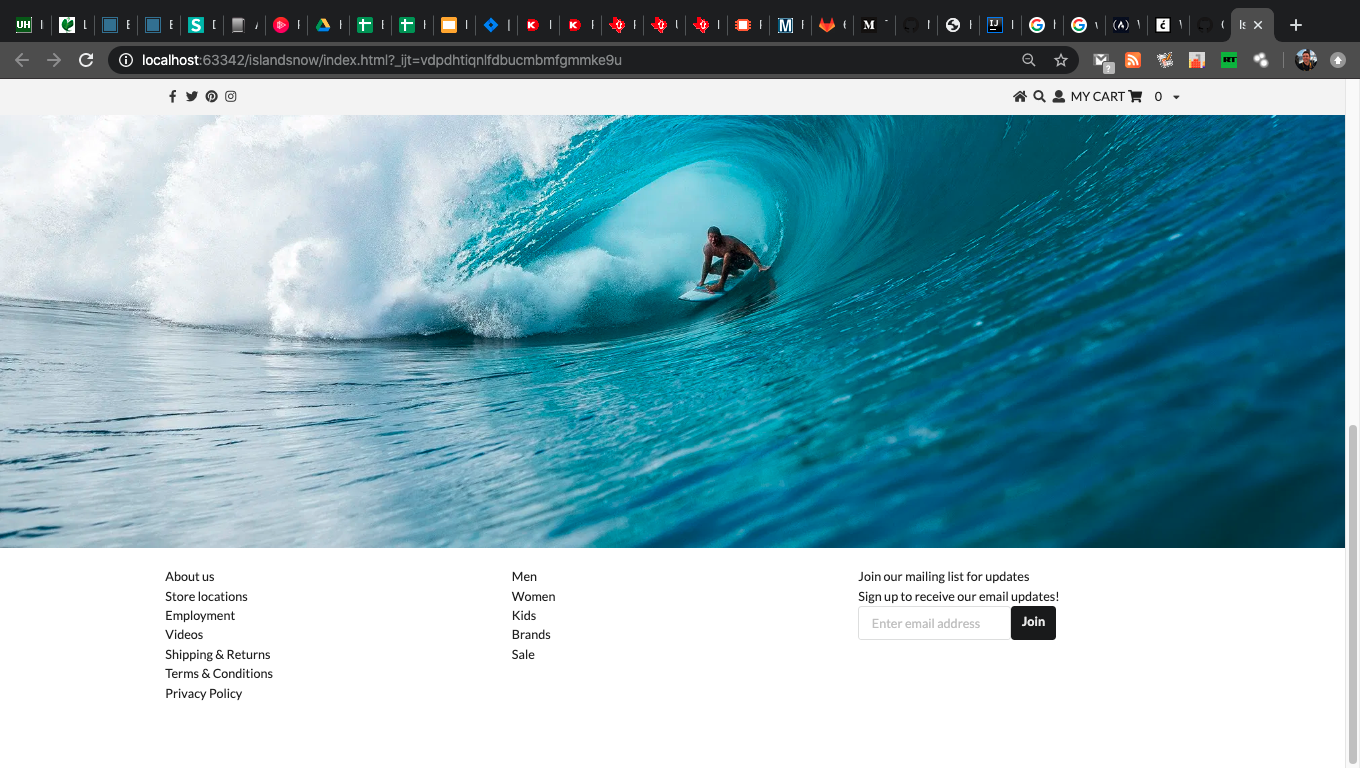 UH
localhost:63342/islandsnow/index.html?_ijt=vdpdhtiqnlfdbucmbmfgmmke9u
RT
MY CART 0
About us
Store locations
Employment
Videos
Shipping & Returns
Terms & Conditions
Privacy Policy
Men
Women
Kids
Brands
Sale
Join our mailing list for updates
Sign up to receive our email updates!
Enter email address
Join